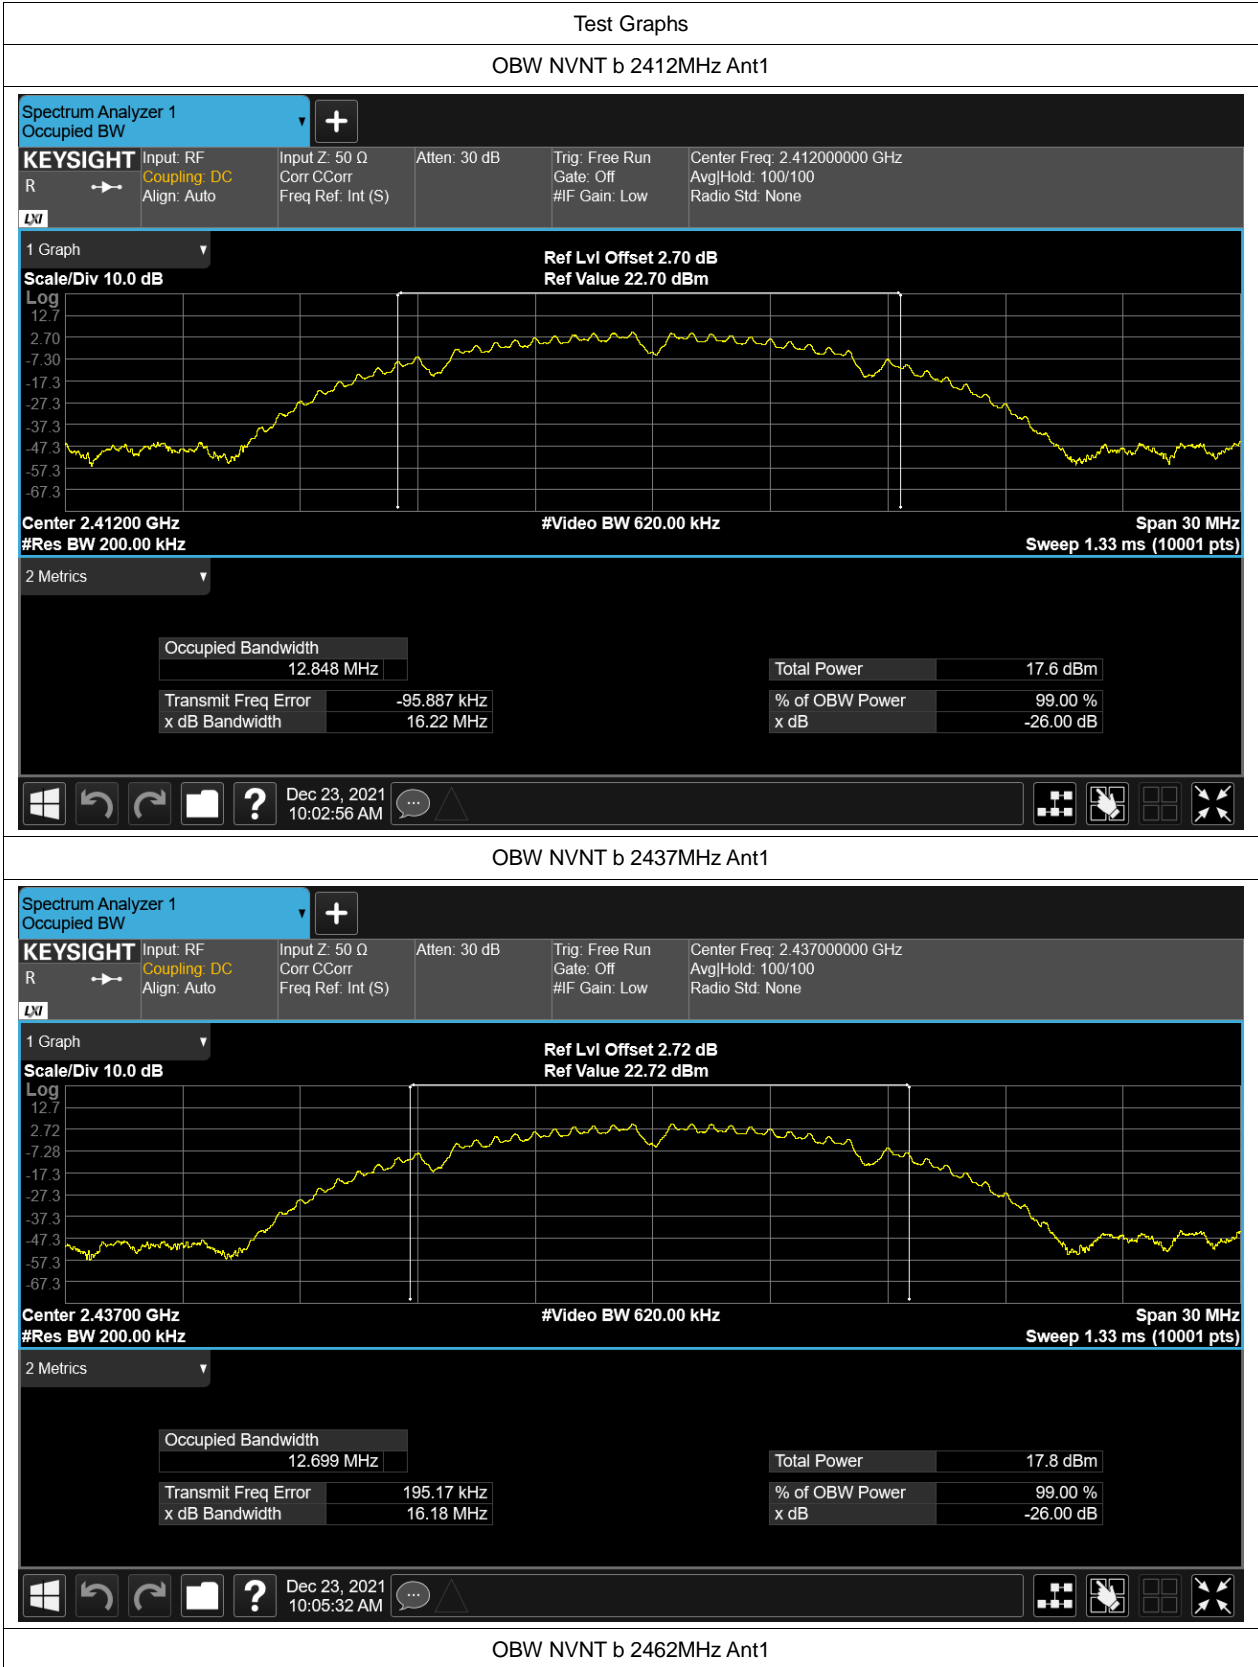 Test Graphs
OBW NVNT b 2412MHz Ant1
Spectrum Analyzer 1
Occupied BW
KEYSIGHT
R
LXI
Input: RF
Coupling: DC
Align: Auto
Input Z: 50 Ω
Corr CCorr
Freq Ref: Int (S)
Atten: 30 dB
Trig: Free Run
Gate: Off
#IF Gain: Low
Center Freq: 2.412000000 GHz
Avg|Hold: 100/100
Radio Std: None
1 Graph
Scale/Div 10.0 dB
Ref Lvl Offset 2.70 dB
Ref Value 22.70 dBm
Log
12.7
2.70
-7.30
-17.3
-27.3
-37.3
-47.3
-57.3
-67.3
Center 2.41200 GHz
#Video BW 620.00 kHz
Span 30 MHz
#Res BW 200.00 kHz
Sweep 1.33 ms (10001 pts)
2 Metrics
Occupied Bandwidth
12.848 MHz
Total Power 17.6 dBm
Transmit Freq Error -95.887 kHz
% of OBW Power 99.00 %
x dB Bandwidth 16.22 MHz
x dB -26.00 dB
?
Dec 23, 2021
10:02:56 AM
OBW NVNT b 2437MHz Ant1
Spectrum Analyzer 1
Occupied BW
KEYSIGHT
R
LXI
Input: RF
Coupling: DC
Align: Auto
Input Z: 50 Ω
Corr CCorr
Freq Ref: Int (S)
Atten: 30 dB
Trig: Free Run
Gate: Off
#IF Gain: Low
Center Freq: 2.437000000 GHz
Avg|Hold: 100/100
Radio Std: None
1 Graph
Scale/Div 10.0 dB
Ref Lvl Offset 2.72 dB
Ref Value 22.72 dBm
Log
12.7
2.72
-7.28
-17.3
-27.3
-37.3
-47.3
-57.3
-67.3
Center 2.43700 GHz
#Video BW 620.00 kHz
Span 30 MHz
#Res BW 200.00 kHz
Sweep 1.33 ms (10001 pts)
2 Metrics
Occupied Bandwidth
12.699 MHz
Total Power 17.8 dBm
Transmit Freq Error 195.17 kHz
% of OBW Power 99.00 %
x dB Bandwidth 16.18 MHz
x dB -26.00 dB
?
Dec 23, 2021
10:05:32 AM
OBW NVNT b 2462MHz Ant1